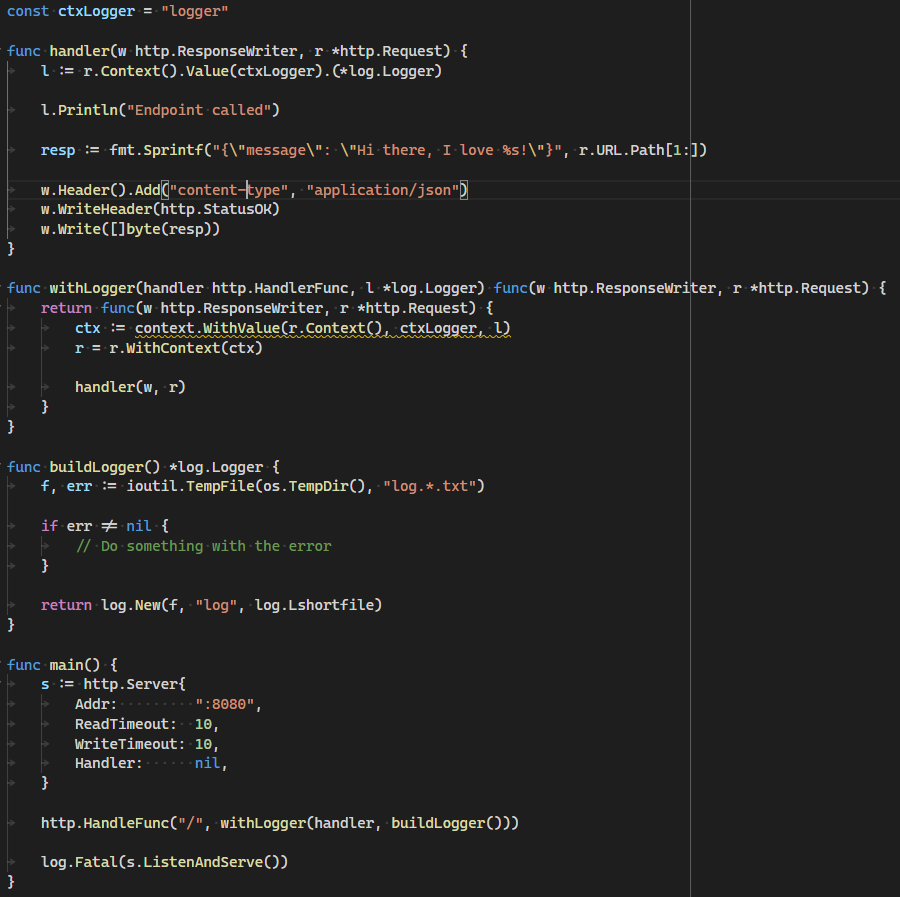 const ctxLogger = "logger"
func handler(w http.ResponseWriter, r *http.Request) {
l := r.Context().Value(ctxLogger).(*log.Logger)
l.Println("Endpoint called")
resp := fmt.Sprintf("{\"message\": \"Hi there, I love %s!\"}", r.URL.Path[1:])
w.Header().Add("content-type", "application/json")
w.WriteHeader(http.StatusOK)
w.Write([]byte(resp))
}
func withLogger(handler http.HandlerFunc, l *log.Logger) func(w http.ResponseWriter, r *http.Request) {
return func(w http.ResponseWriter, r *http.Request) {
ctx := context.WithValue(r.Context(), ctxLogger, l)
r = r.WithContext(ctx)
handler(w, r)
}
}
func buildLogger() *log.Logger {
f, err := ioutil.TempFile(os.TempDir(), "log.*.txt")
if err != nil {
// Do something with the error
}
return log.New(f, "log", log.Lshortfile)
}
func main() {
s := http.Server{
Addr:         ":8080",
ReadTimeout:  10,
WriteTimeout: 10,
Handler:      nil,
}
http.HandleFunc("/", withLogger(handler, buildLogger()))
log.Fatal(s.ListenAndServe())
}